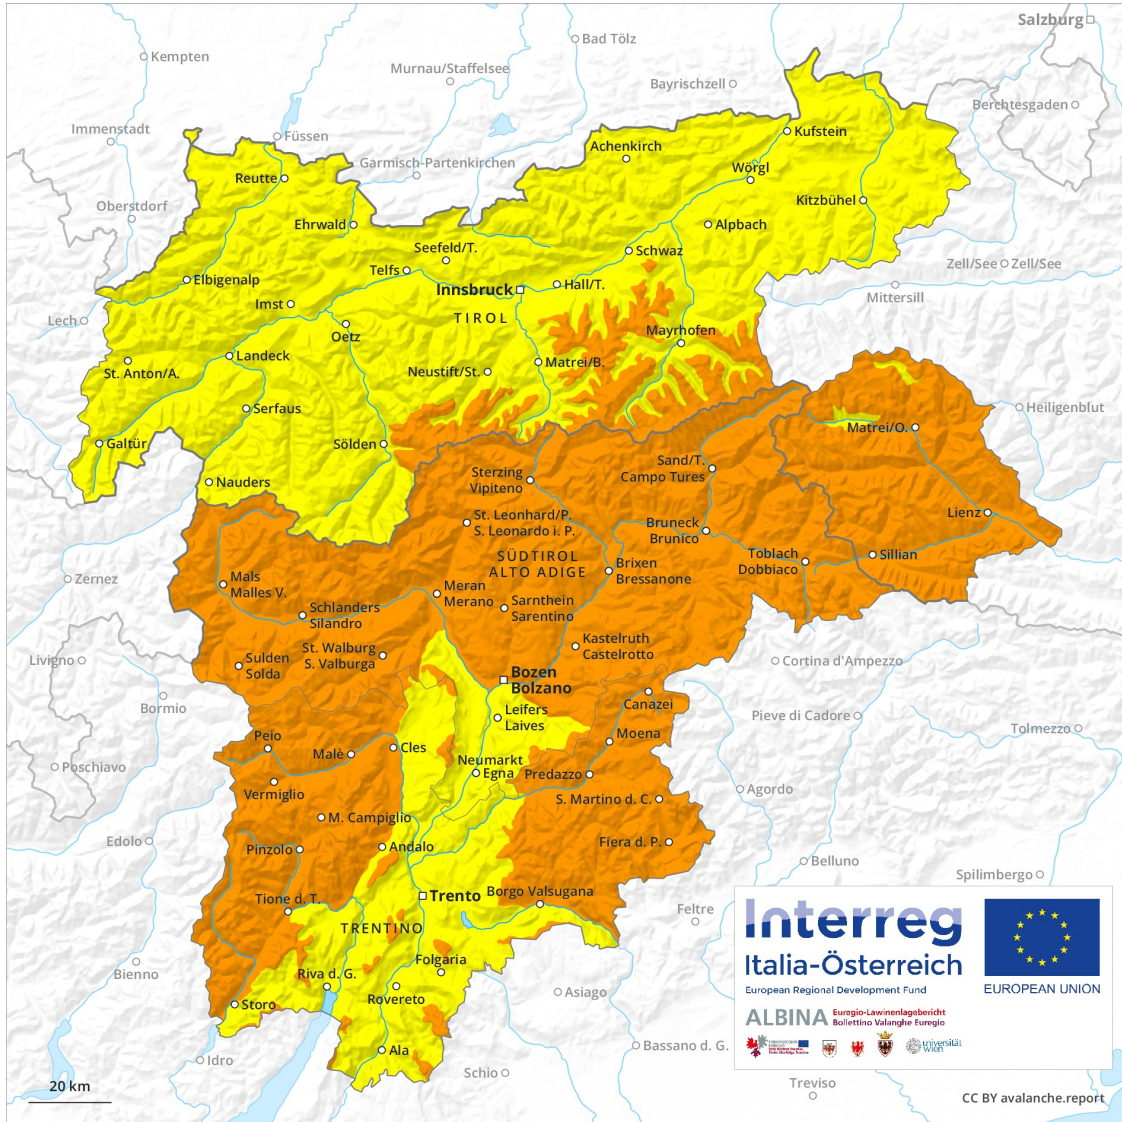 Salzburg
Bad Tölz
Kempten
Murnau/Staffelsee
Bayrischzell
Berchtesgaden
Immenstadt
Füssen
Kufstein
Achenkirch
Garmisch-Partenkirchen
Wörgl
Reutte
Oberstdorf
Kitzbühel
Ehrwald
Alpbach
Seefeld/T.
Schwaz
Telfs
Zell/See
Zell/See
Elbigenalp
Innsbruck
Hall/T.
Mittersill
Imst
TIROL
Lech
Mayrhofen
Oetz
Landeck
Matrei/B.
St. Anton/A.
Neustift/St.
Serfaus
Heiligenblut
Matrei/O.
Galtür
Sölden
Sterzing
Vipiteno
Sand/T.
Campo Tures
Nauders
St. Leonhard/P.
S. Leonardo i. P.
Lienz
Bruneck
Brunico
SÜDTIROL
ALTO ADIGE
Toblach
Dobbiaco
Sillian
Brixen
Bressanone
Zernez
Mals
Malles V.
Meran
Merano
Sarnthein
Sarentino
Schlanders
Silandro
Kastelruth
Castelrotto
St. Walburg
S. Valburga
Livigno
Sulden
Solda
Cortina d'Ampezzo
Bozen
Bolzano
Bormio
Canazei
Leifers
Laives
Pieve di Cadore
Tolmezzo
Peio
Moena
Malè
Cles
Poschiavo
Neumarkt
Egna
Predazzo
Vermiglio
Agordo
S. Martino d. C.
M. Campiglio
Edolo
Pinzolo
Andalo
Fiera d. P.
Belluno
Spilimbergo
Tione d. T.
Trento
Borgo Valsugana
Feltre
TRENTINO
Folgaria
Bienno
Riva d. G.
Rovereto
Asiago
Storo
Ala
Idro
Schio
Bassano d. G.
Treviso
20 km
Interreg
Italia-Österreich
European Regional Development Fund
EUROPEAN UNION
ALBINA
Euregio-Lawinenlagebericht
Bollettino Valanghe Euregio
universität
wien
CC BY avalanche.report